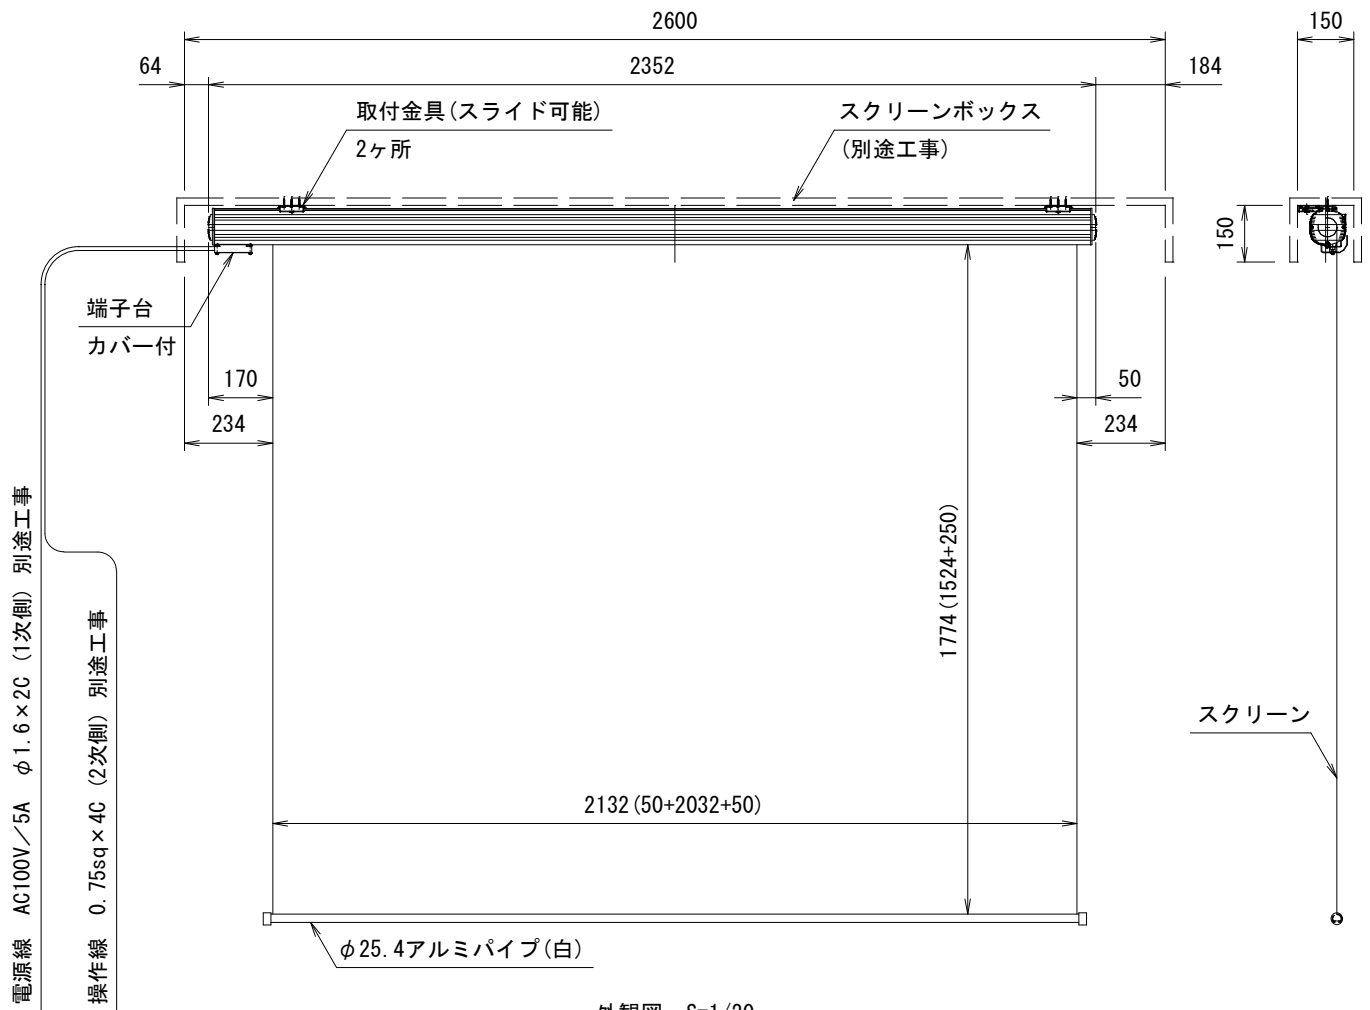 2600
150
64
2352
184
取付金具(スライド可能)
2ヶ所
スクリーンボックス
(別途工事)
150
端子台
カバー付
170
50
234
234
1774(1524+250)
電源線 AC100V/5A φ1.6×2C (1次側) 別途工事
操作線 0.75sq×4C (2次側) 別途工事
スクリーン
2132(50+2032+50)
φ25.4アルミパイプ(白)